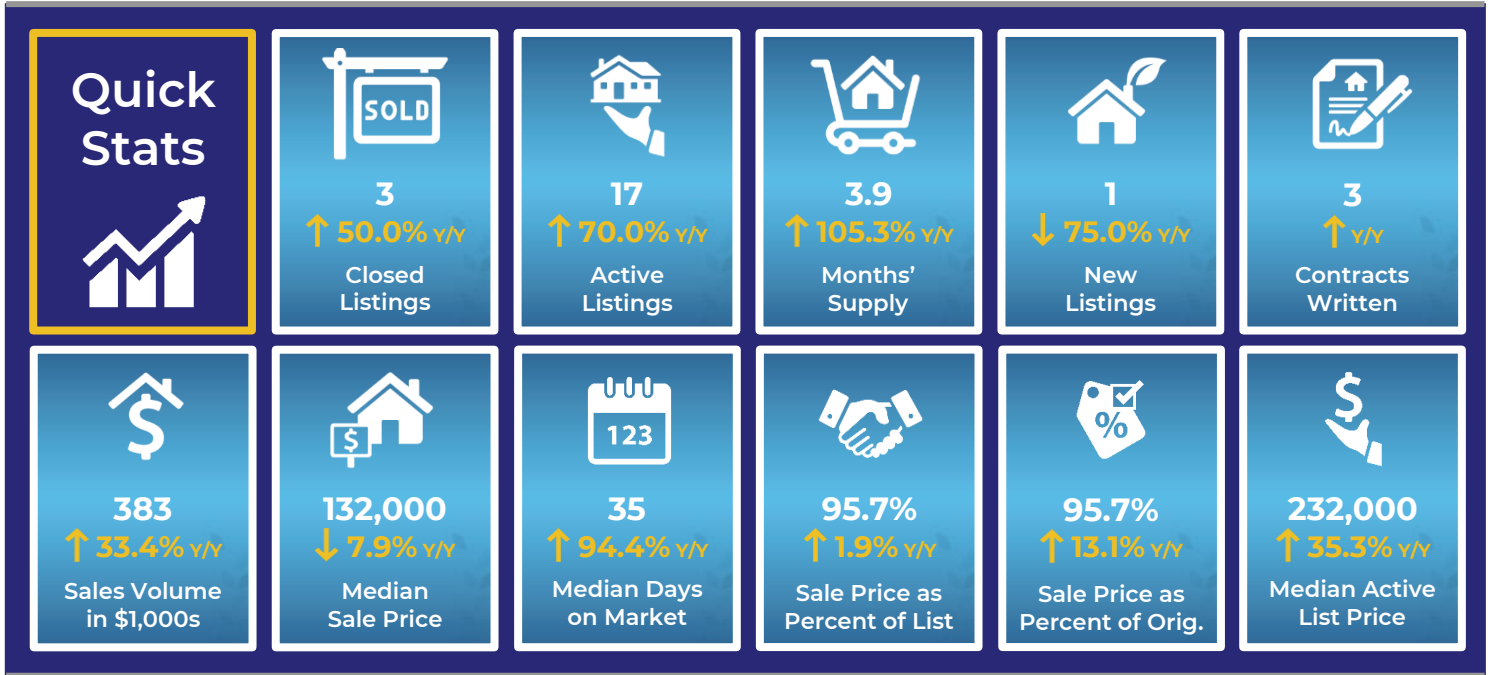 Quick
Stats
SOLD
3
↑ 50.0% Y/Y
Closed
Listings
17
↑ 70.0% Y/Y
Active
Listings
3.9
↑ 105.3% Y/Y
Months’
Supply
1
↓ 75.0% Y/Y
New
Listings
3
↑ Y/Y
Contracts
Written
$
383
↑ 33.4% Y/Y
Sales Volume
in $1,000s
$
132,000
↓ 7.9% Y/Y
Median
Sale Price
123
35
↑ 94.4% Y/Y
Median Days
on Market
95.7%
↑ 1.9% Y/Y
Sale Price as
Percent of List
%
95.7%
↑ 13.1% Y/Y
Sale Price as
Percent of Orig.
$
232,000
↑ 35.3% Y/Y
Median Active
List Price